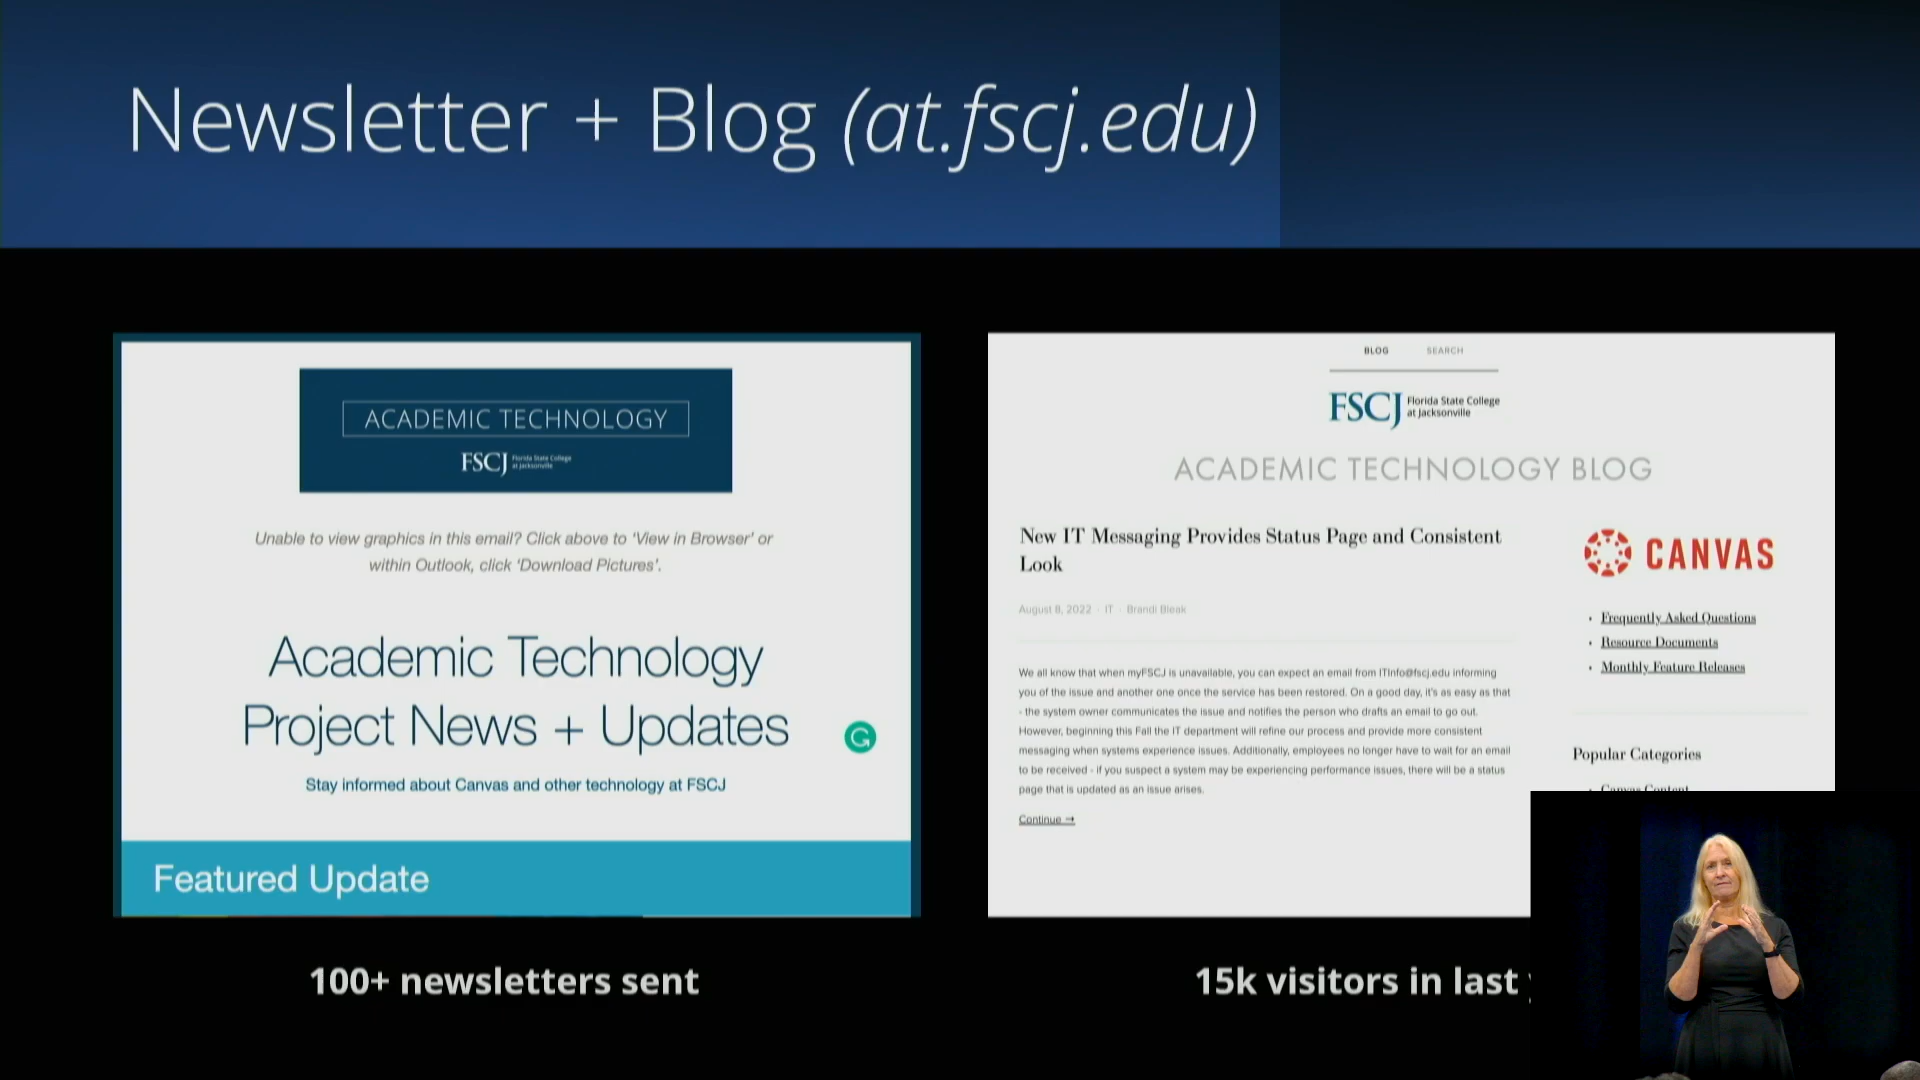 Newsletter + Blog (at.fscj.edu)
ACADEMIC TECHNOLOGY
FSCJ Florida State College
at Jacksonville
Unable to view graphics in this email? Click above to ‘View in Browser’ or
within Outlook, click ‘Download Pictures’.
Academic Technology
Project News + Updates
Stay informed about Canvas and other technology at FSCJ
Featured Update
100+ newsletters sent
BLOG SEARCH
FSCJ Florida State College
at Jacksonville
ACADEMIC TECHNOLOGY BLOG
New IT Messaging Provides Status Page and Consistent
Look
August 8, 2022 · IT · Brandi Bleak
We all know that when myFSCJ is unavailable, you can expect an email from ITinfo@fscj.edu informing
you of the issue and another one once the service has been restored. On a good day, it's as easy as that
- the system owner communicates the issue and notifies the person who drafts an email to go out.
However, beginning this Fall the IT department will refine our process and provide more consistent
messaging when systems experience issues. Additionally, employees no longer have to wait for an email
to be received - if you suspect a system may be experiencing performance issues, there will be a status
page that is updated as an issue arises.
Continue →
CANVAS
• Frequently Asked Questions
• Resource Documents
• Monthly Feature Releases
Popular Categories
Canvas Content
15k visitors in last